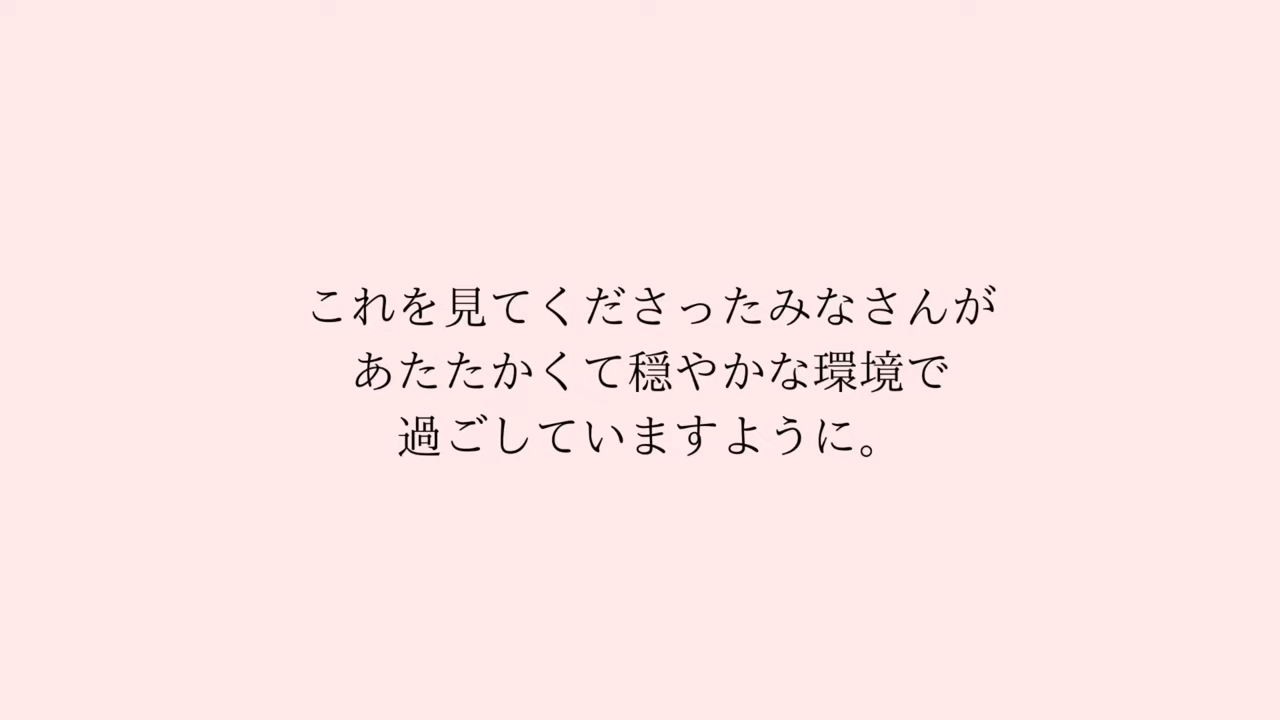 これを見てくださったみなさんが
あたたかくて穏やかな環境で
過ごしていますように。